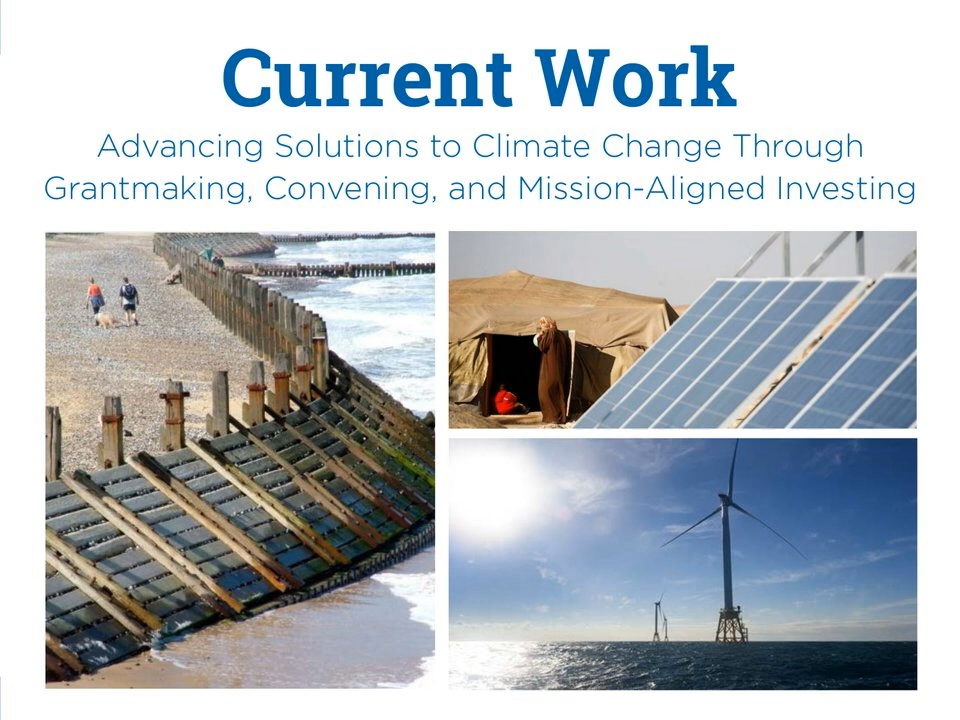 Current Work
Advancing Solutions to Climate Change Through
Grantmaking, Convening, and Mission-Aligned Investing